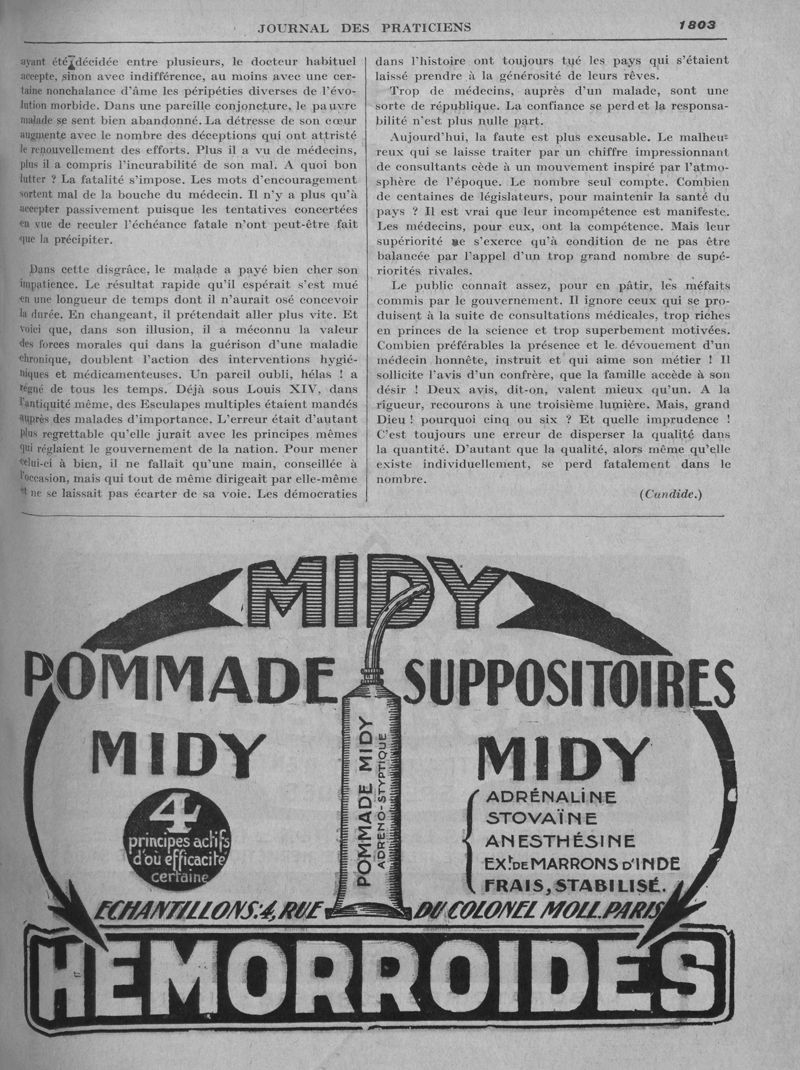 JOURNAL DES PRATICIENS
1803
ayant été décidée entre plusieurs, le docteur habituel
accepte, sinon avec indifférence, au moins avec une cer-
taine nonchalance d'âme les péripéties diverses de l'évo-
lution morbide. Dans une pareille conjoncture, le pauvre
malade se sent bien abandonné. La détresse de son cœur
augmente avec le nombre des déceptions qui ont attristé
le renouvellement des efforts. Plus il a vu de médecins,
plus il a compris l'incurabilité de son mal. A quoi bon
lutter ? La fatalité s'impose. Les mots d'encouragement
sortent mal de la bouche du médecin. Il n'y a plus qu'à
accepter passivement puisque les tentatives concertées
en vue de reculer l'échéance fatale n'ont peut-être fait
que la précipiter.
Dans cette disgrâce, le malade a payé bien cher son
impatience. Le résultat rapide qu'il espérait s'est mué
en une longueur de temps dont il n'aurait osé concevoir
la durée. En changeant, il prétendait aller plus vite. Et
voici que, dans son illusion, il a méconnu la valeur
des forces morales qui dans la guérison d'une maladie
chronique, doublent l'action des interventions hygié-
niques et médicamenteuses. Un pareil oubli, hélas ! a
régné de tous les temps. Déjà sous Louis XIV, dans
l'antiquité même, des Esculapes multiples étaient mandés
auprès des malades d'importance. L'erreur était d'autant
plus regrettable qu'elle jurait avec les principes mêmes
qui réglaient le gouvernement de la nation. Pour mener
celui-ci à bien, il ne fallait qu'une main, conseillée à
l'occasion, mais qui tout de même dirigeait par elle-même
et ne se laissait pas écarter de sa voie. Les démocraties
dans l'histoire ont toujours tué les pays qui s'étaient
laissé prendre à la générosité de leurs rêves.
Trop de médecins, auprès d'un malade, sont une
sorte de république. La confiance se perd et la responsa-
bilité n'est plus nulle part.
Aujourd'hui, la faute est plus excusable. Le malheu-
reux qui se laisse traiter par un chiffre impressionnant
de consultants cède à un mouvement inspiré par l'atmo-
sphère de l'époque. Le nombre seul compte. Combien
de centaines de législateurs, pour maintenir la santé du
pays ? Il est vrai que leur incompétence est manifeste.
Les médecins, pour eux, ont la compétence. Mais leur
supériorité ne s'exerce qu'à condition de ne pas être
balancée par l'appel d'un trop grand nombre de supé-
riorités rivales.
Le public connaît assez, pour en pâtir, les méfaits
commis par le gouvernement. Il ignore ceux qui se pro-
duisent à la suite de consultations médicales, trop riches
en princes de la science et trop superbement motivées.
Combien préférables la présence et le dévouement d'un
médecin honnête, instruit et qui aime son métier ! Il
sollicite l'avis d'un confrère, que la famille accède à son
désir ! Deux avis, dit-on, valent mieux qu'un. A la
rigueur, recourons à une troisième lumière. Mais, grand
Dieu ! pourquoi cinq ou six ? Et quelle imprudence !
C'est toujours une erreur de disperser la qualité dans
la quantité. D'autant que la qualité, alors même qu'elle
existe individuellement, se perd fatalement dans le
nombre.
(Candide.)
MIDY
POMMADE
MIDY
4
principes actifs
d'où efficacité
certaine
POMMADE MIDY
ADRENO-STYPTIQUE
SUPPOSITOIRES
MIDY
ADRÉNALINE
STOVAÏNE
ANESTHÉSINE
EXt. DE MARRONS D'INDE
FRAIS, STABILISÉ.
ECHANTILLONS: 4, RUE DU COLONEL MOLL. PARIS
HÉMORROIDES